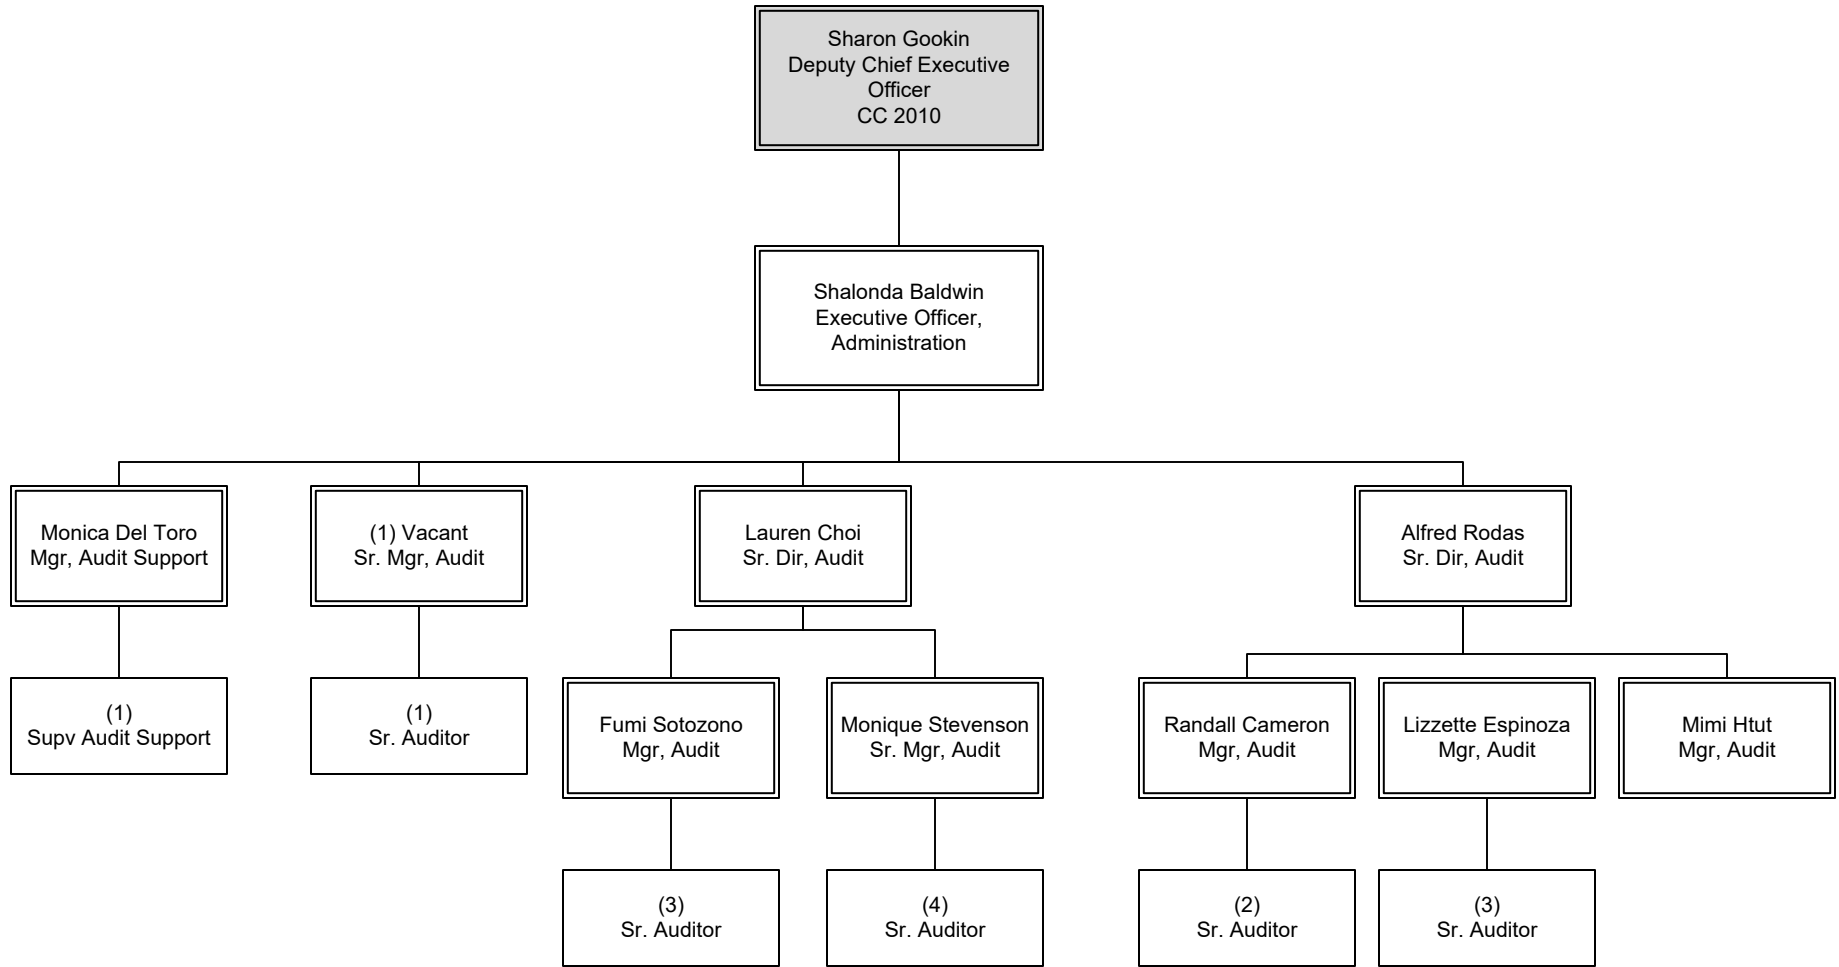 Sharon Gookin
Deputy Chief Executive
Officer
CC 2010
Shalonda Baldwin
Executive Officer,
Administration
Monica Del Toro
Mgr, Audit Support
(1) Vacant
Sr. Mgr, Audit
Lauren Choi
Sr. Dir, Audit
Alfred Rodas
Sr. Dir, Audit
(1)
Supv Audit Support
(1)
Sr. Auditor
Fumi Sotozono
Mgr, Audit
Monique Stevenson
Sr. Mgr, Audit
Randall Cameron
Mgr, Audit
Lizzette Espinoza
Mgr, Audit
Mimi Htut
Mgr, Audit
(3)
Sr. Auditor
(4)
Sr. Auditor
(2)
Sr. Auditor
(3)
Sr. Auditor